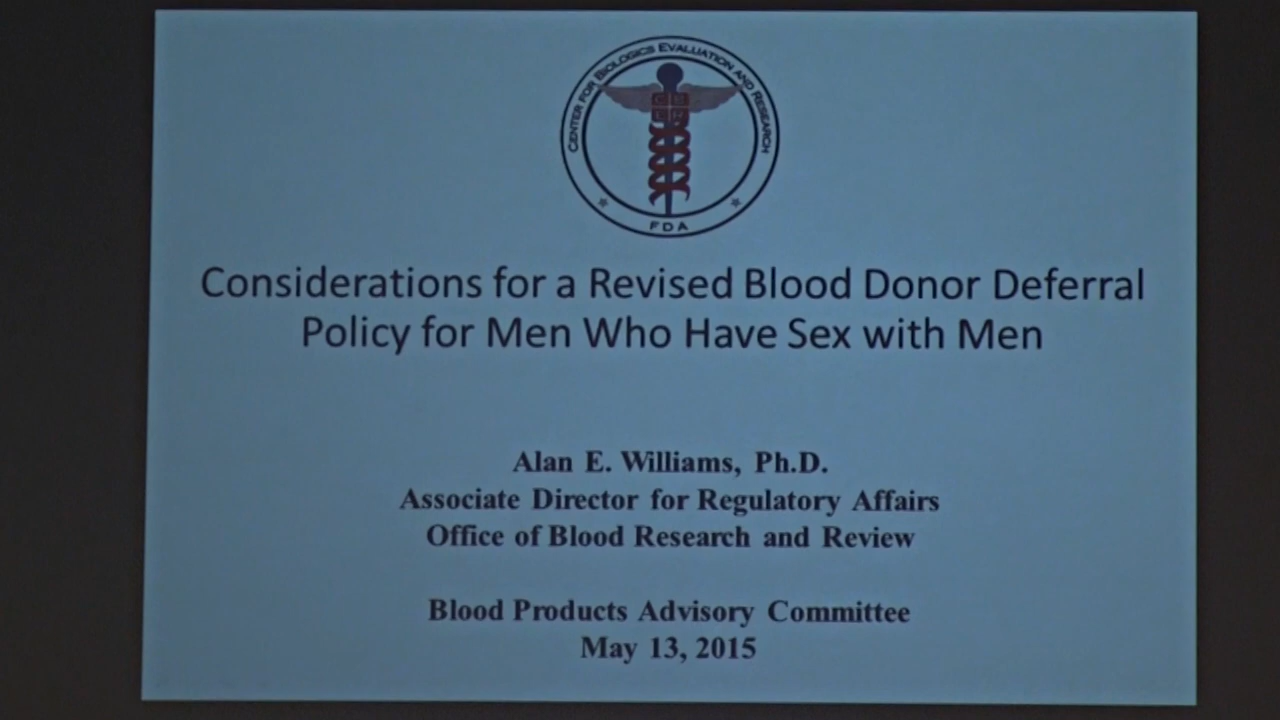 CENTER FOR BIOLOGICS EVALUATION AND RESEARCH
CB
ER
FDA
Considerations for a Revised Blood Donor Deferral
Policy for Men Who Have Sex with Men
Alan E. Williams, Ph.D.
Associate Director for Regulatory Affairs
Office of Blood Research and Review
Blood Products Advisory Committee
May 13, 2015